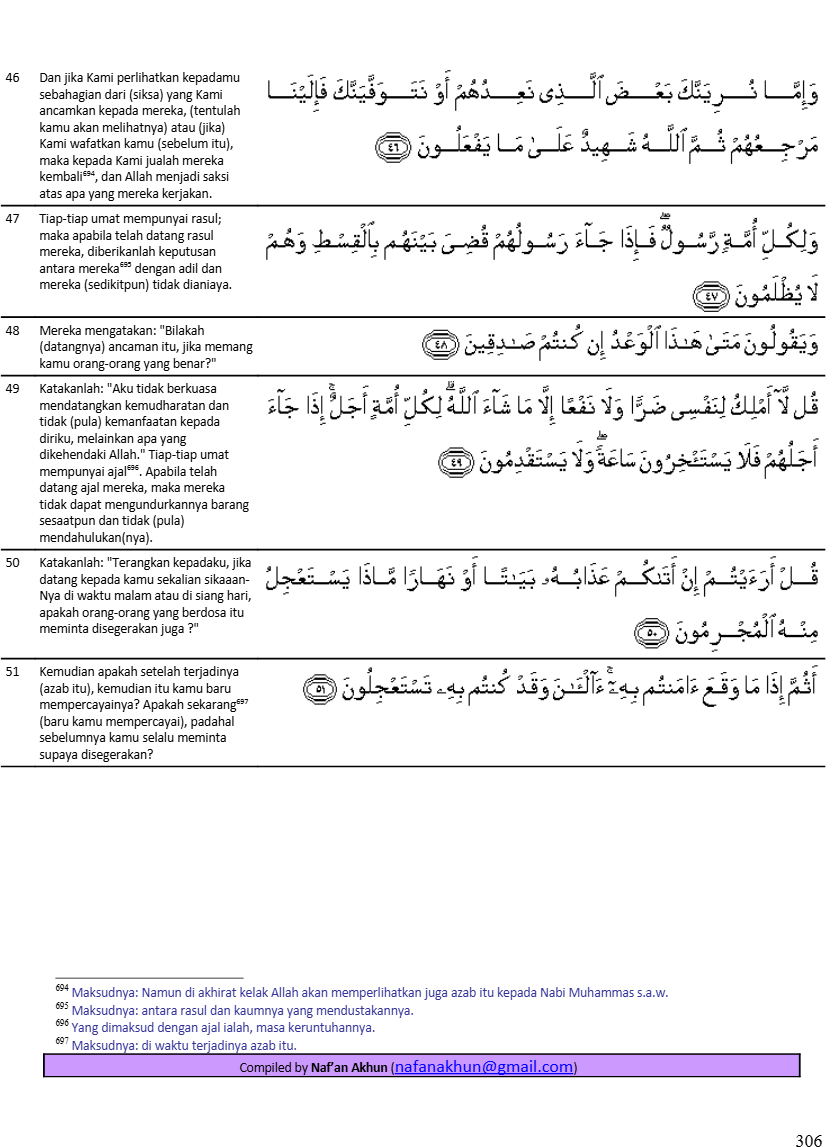 46
Dan jika Kami perlihatkan kepadamu
sebahagian dari (siksa) yang Kami
ancamkan kepada mereka, (tentulah
kamu akan melihatnya) atau (jika)
Kami wafatkan kamu (sebelum itu),
maka kepada Kami jualah mereka
kembali⁶⁹⁴, dan Allah menjadi saksi
atas apa yang mereka kerjakan.
وَإِمَّا نُرِيَنَّكَ بَعْضَ ٱلَّذِى نَعِدُهُمْ أَوْ نَتَوَفَّيَنَّكَ فَإِلَيْنَا
مَرْجِعُهُمْ ثُمَّ ٱللَّهُ شَهِيدٌ عَلَىٰ مَا يَفْعَلُونَ ٤٦
47
Tiap-tiap umat mempunyai rasul;
maka apabila telah datang rasul
mereka, diberikanlah keputusan
antara mereka⁶⁹⁵ dengan adil dan
mereka (sedikitpun) tidak dianiaya.
وَلِكُلِّ أُمَّةٍ رَّسُولٌ ۖ فَإِذَا جَآءَ رَسُولُهُمْ قُضِىَ بَيْنَهُم بِٱلْقِسْطِ وَهُمْ
لَا يُظْلَمُونَ ٤٧
48
Mereka mengatakan: "Bilakah
(datangnya) ancaman itu, jika memang
kamu orang-orang yang benar?"
وَيَقُولُونَ مَتَىٰ هَـٰذَا ٱلْوَعْدُ إِن كُنتُمْ صَـٰدِقِينَ ٤٨
49
Katakanlah: "Aku tidak berkuasa
mendatangkan kemudharatan dan
tidak (pula) kemanfaatan kepada
diriku, melainkan apa yang
dikehendaki Allah." Tiap-tiap umat
mempunyai ajal⁶⁹⁶. Apabila telah
datang ajal mereka, maka mereka
tidak dapat mengundurkannya barang
sesaatpun dan tidak (pula)
mendahulukan(nya).
قُل لَّآ أَمْلِكُ لِنَفْسِى ضَرًّا وَلَا نَفْعًا إِلَّا مَا شَآءَ ٱللَّهُ ۗ لِكُلِّ أُمَّةٍ أَجَلٌ ۚ إِذَا جَآءَ
أَجَلُهُمْ فَلَا يَسْتَـْٔخِرُونَ سَاعَةً ۖ وَلَا يَسْتَقْدِمُونَ ٤٩
50
Katakanlah: "Terangkan kepadaku, jika
datang kepada kamu sekalian sikaaan-
Nya di waktu malam atau di siang hari,
apakah orang-orang yang berdosa itu
meminta disegerakan juga ?"
قُلْ أَرَءَيْتُمْ إِنْ أَتَىٰكُمْ عَذَابُهُۥ بَيَـٰتًا أَوْ نَهَارًا مَّاذَا يَسْتَعْجِلُ
مِنْهُ ٱلْمُجْرِمُونَ ٥٠
51
Kemudian apakah setelah terjadinya
(azab itu), kemudian itu kamu baru
mempercayainya? Apakah sekarang⁶⁹⁷
(baru kamu mempercayai), padahal
sebelumnya kamu selalu meminta
supaya disegerakan?
أَثُمَّ إِذَا مَا وَقَعَ ءَامَنتُم بِهِۦٓ ۚ ءَآلْـَٔـٰنَ وَقَدْ كُنتُم بِهِۦ تَسْتَعْجِلُونَ ٥١
⁶⁹⁴ Maksudnya: Namun di akhirat kelak Allah akan memperlihatkan juga azab itu kepada Nabi Muhammas s.a.w.
⁶⁹⁵ Maksudnya: antara rasul dan kaumnya yang mendustakannya.
⁶⁹⁶ Yang dimaksud dengan ajal ialah, masa keruntuhannya.
⁶⁹⁷ Maksudnya: di waktu terjadinya azab itu.
Compiled by Naf’an Akhun (nafanakhun@gmail.com)
306